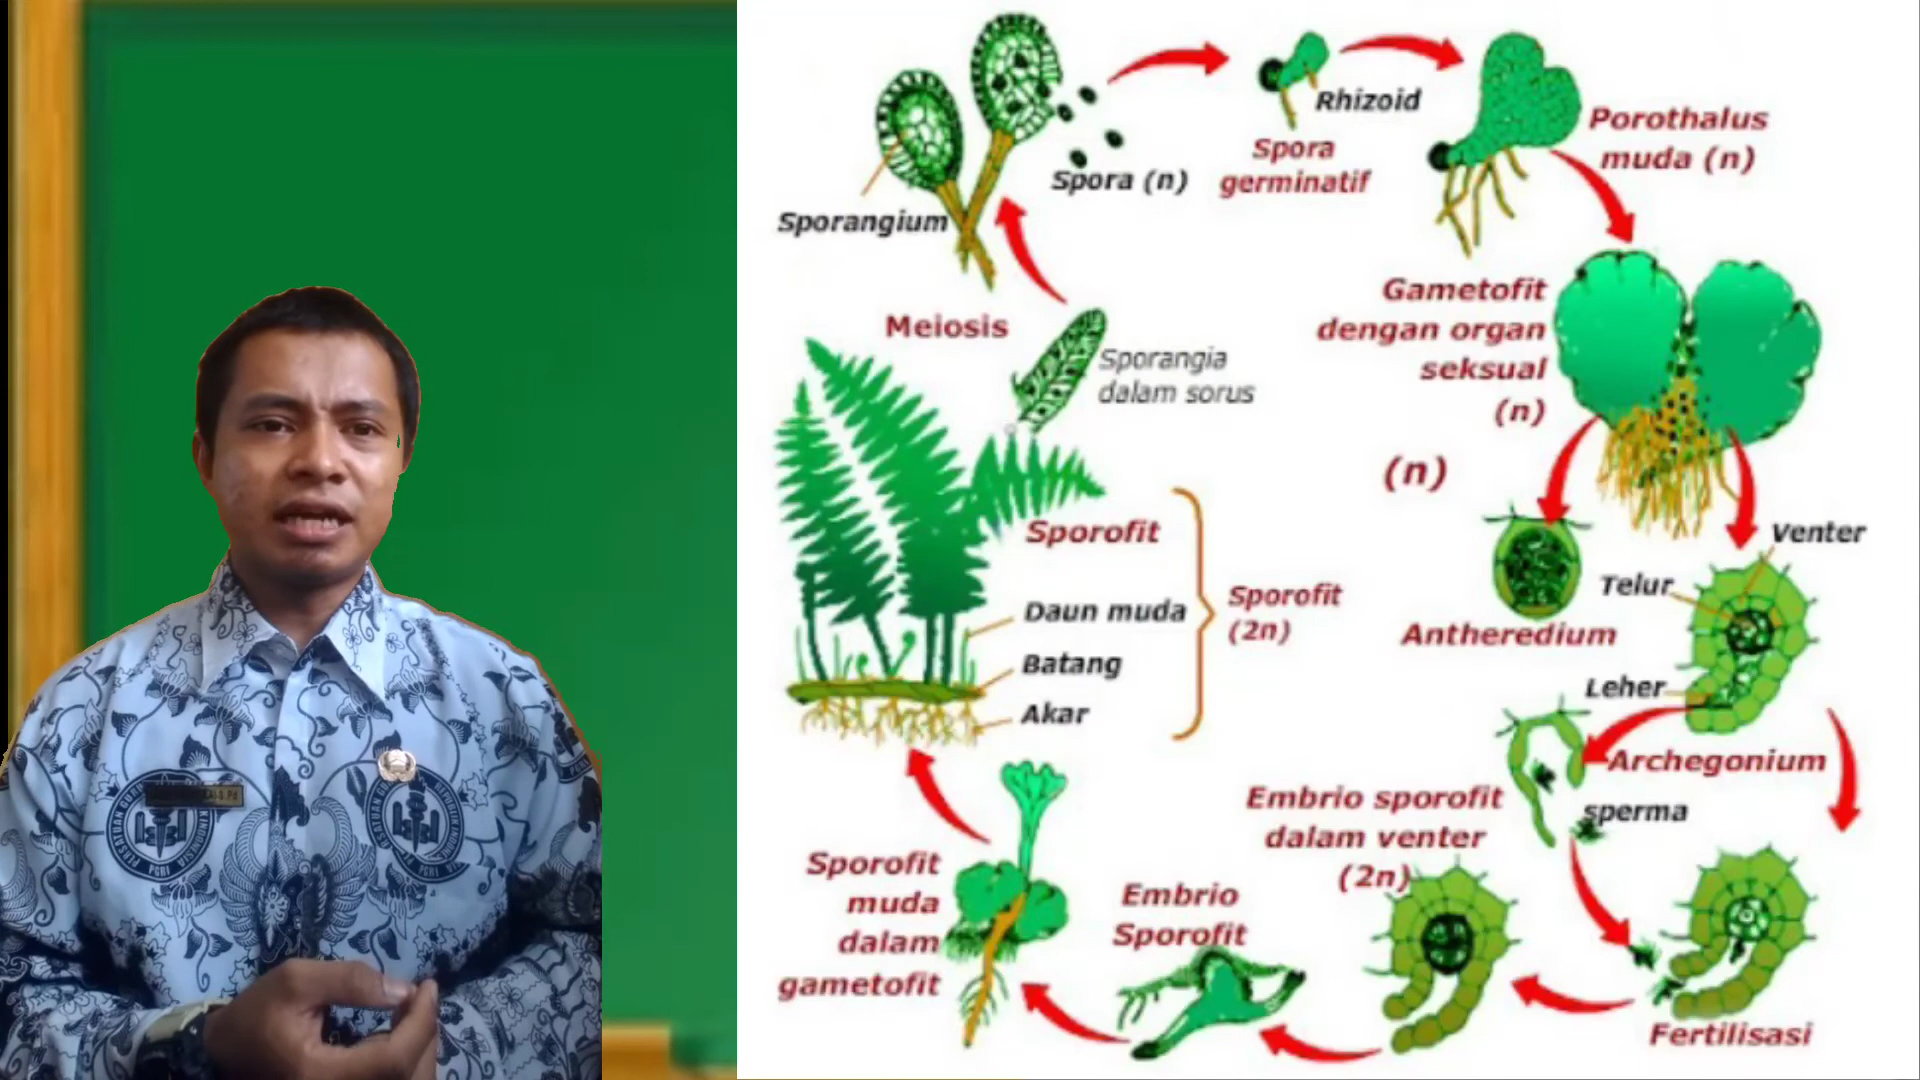 Sporangium
Spora (n)
Rhizoid
Spora
germinatif
Porothalus
muda (n)
Gametofit
dengan organ
seksual
(n)
(n)
Meiosis
Sporangia
dalam sorus
Sporofit
Daun muda
Batang
Akar
Sporofit
(2n)
Antheredium
Venter
Telur
Leher
Archegonium
sperma
Fertilisasi
Embrio sporofit
dalam venter
(2n)
Embrio
Sporofit
Sporofit
muda
dalam
gametofit
PGRI
PGRI